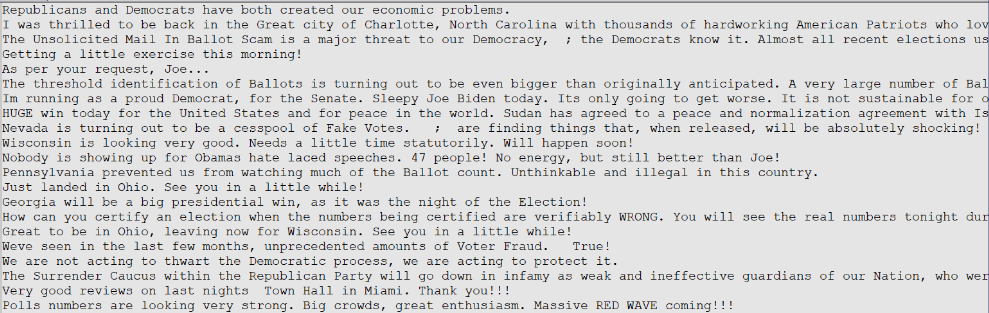 Republicans and Democrats have both created our economic problems.
I was thrilled to be back in the Great city of Charlotte, North Carolina with thousands of hardworking American Patriots who lov
The Unsolicited Mail In Ballot Scam is a major threat to our Democracy,  ; the Democrats know it. Almost all recent elections us
Getting a little exercise this morning!
As per your request, Joe...
The threshold identification of Ballots is turning out to be even bigger than originally anticipated. A very large number of Bal
Im running as a proud Democrat, for the Senate. Sleepy Joe Biden today. Its only going to get worse. It is not sustainable for o
HUGE win today for the United States and for peace in the world. Sudan has agreed to a peace and normalization agreement with Is
Nevada is turning out to be a cesspool of Fake Votes.   ;  are finding things that, when released, will be absolutely shocking!
Wisconsin is looking very good. Needs a little time statutorily. Will happen soon!
Nobody is showing up for Obamas hate laced speeches. 47 people! No energy, but still better than Joe!
Pennsylvania prevented us from watching much of the Ballot count. Unthinkable and illegal in this country.
Just landed in Ohio. See you in a little while!
Georgia will be a big presidential win, as it was the night of the Election!
How can you certify an election when the numbers being certified are verifiably WRONG. You will see the real numbers tonight dur
Great to be in Ohio, leaving now for Wisconsin. See you in a little while!
Weve seen in the last few months, unprecedented amounts of Voter Fraud.   True!
We are not acting to thwart the Democratic process, we are acting to protect it.
The Surrender Caucus within the Republican Party will go down in infamy as weak and ineffective guardians of our Nation, who wer
Very good reviews on last nights  Town Hall in Miami. Thank you!!!
Polls numbers are looking very strong. Big crowds, great enthusiasm. Massive RED WAVE coming!!!